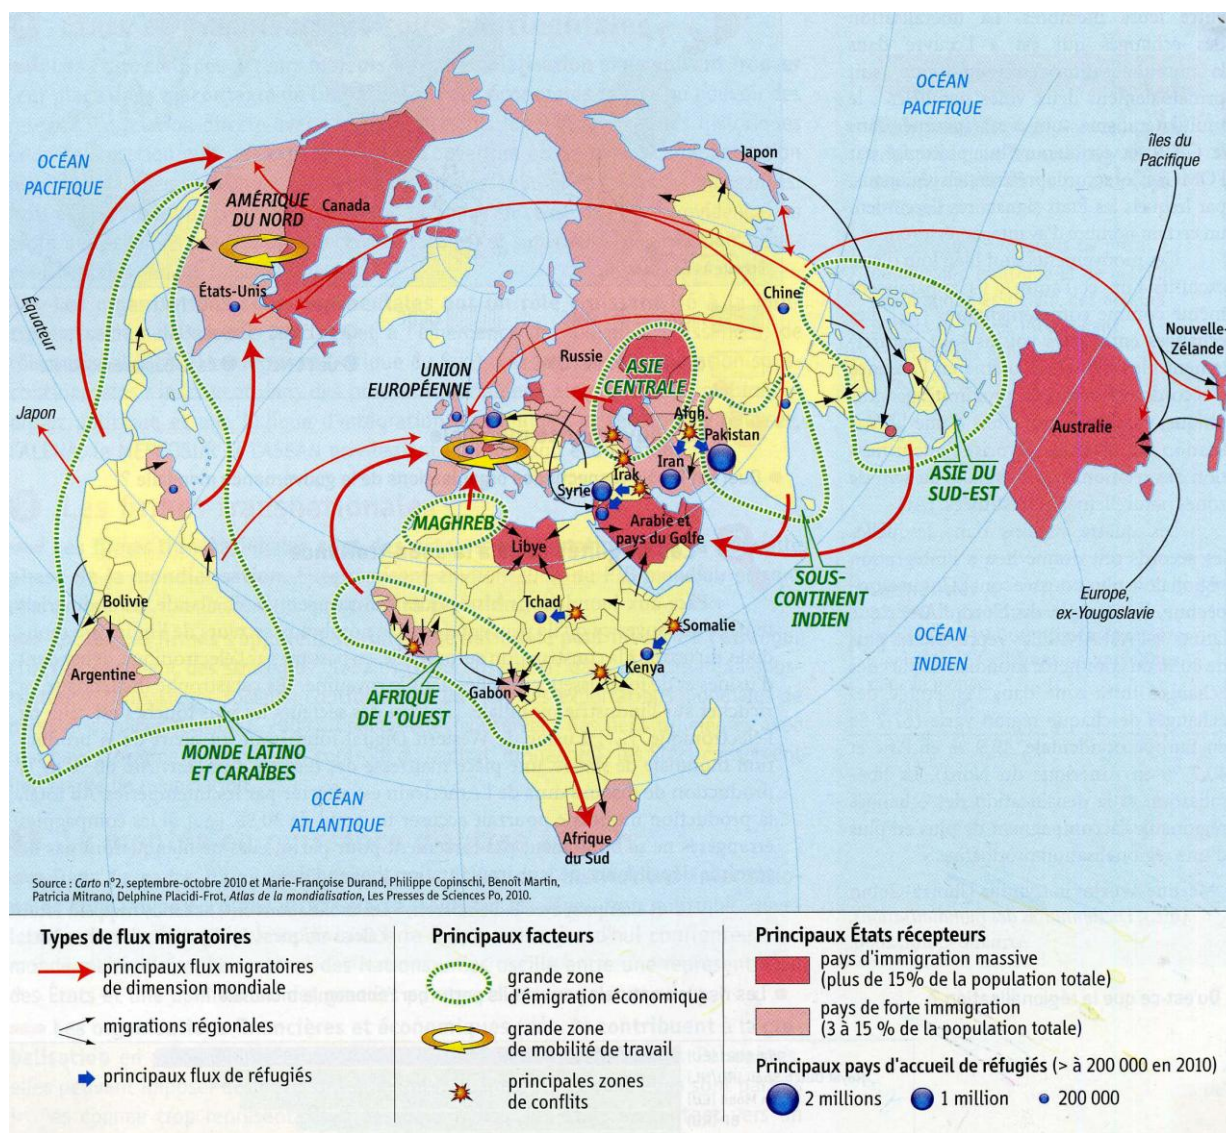 OCÉAN
PACIFIQUE
OCÉAN
PACIFIQUE
îles du
Pacifique
Japon
AMÉRIQUE
DU NORD
Canada
États-Unis
Équateur
Japon
UNION
EUROPÉENNE
Russie
ASIE
CENTRALE
Chine
Nouvelle-
Zélande
Afgh.
Pakistan
Iran
Irak
Syrie
Australie
ASIE DU
SUD-EST
MAGHREB
Libye
Arabie et
pays du Golfe
SOUS-
CONTINENT
INDIEN
Europe,
ex-Yougoslavie
Bolivie
Argentine
Tchad
Somalie
Kenya
Gabon
AFRIQUE
DE L'OUEST
OCÉAN
INDIEN
MONDE LATINO
ET CARAÏBES
OCÉAN
ATLANTIQUE
Afrique
du Sud
Source : Carto n°2, septembre-octobre 2010 et Marie-Françoise Durand, Philippe Copinschi, Benoît Martin,
Patricia Mitrano, Delphine Placidi-Frot, Atlas de la mondialisation, Les Presses de Sciences Po, 2010.
Types de flux migratoires
principaux flux migratoires
de dimension mondiale
migrations régionales
principaux flux de réfugiés
Principaux facteurs
grande zone
d'émigration économique
grande zone
de mobilité de travail
principales zones
de conflits
Principaux États récepteurs
pays d'immigration massive
(plus de 15% de la population totale)
pays de forte immigration
(3 à 15 % de la population totale)
Principaux pays d'accueil de réfugiés (> à 200 000 en 2010)
2 millions
1 million
200 000